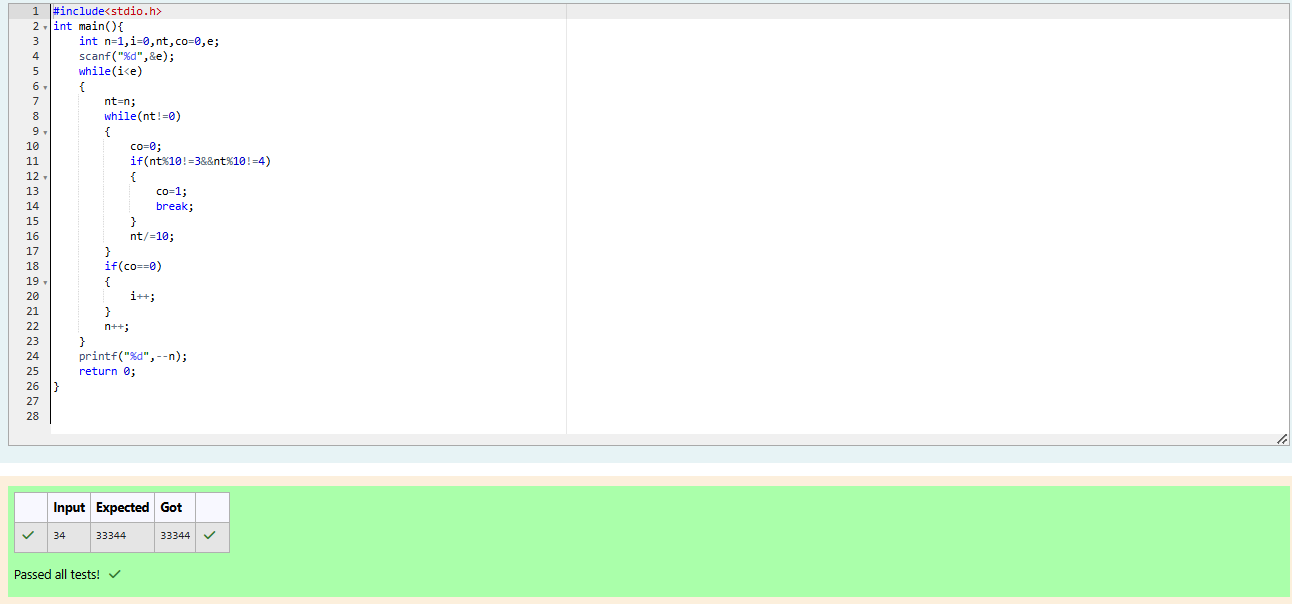 1 #include<stdio.h>
2 int main(){
3     int n=1,i=0,nt,co=0,e;
4     scanf("%d",&e);
5     while(i<e)
6     {
7         nt=n;
8         while(nt!=0)
9         {
10             co=0;
11             if(nt%10!=3&&nt%10!=4)
12             {
13                 co=1;
14                 break;
15             }
16             nt/=10;
17         }
18         if(co==0)
19         {
20             i++;
21         }
22         n++;
23     }
24     printf("%d",--n);
25     return 0;
26 }
27
28
Input Expected Got
34 33344 33344
Passed all tests!